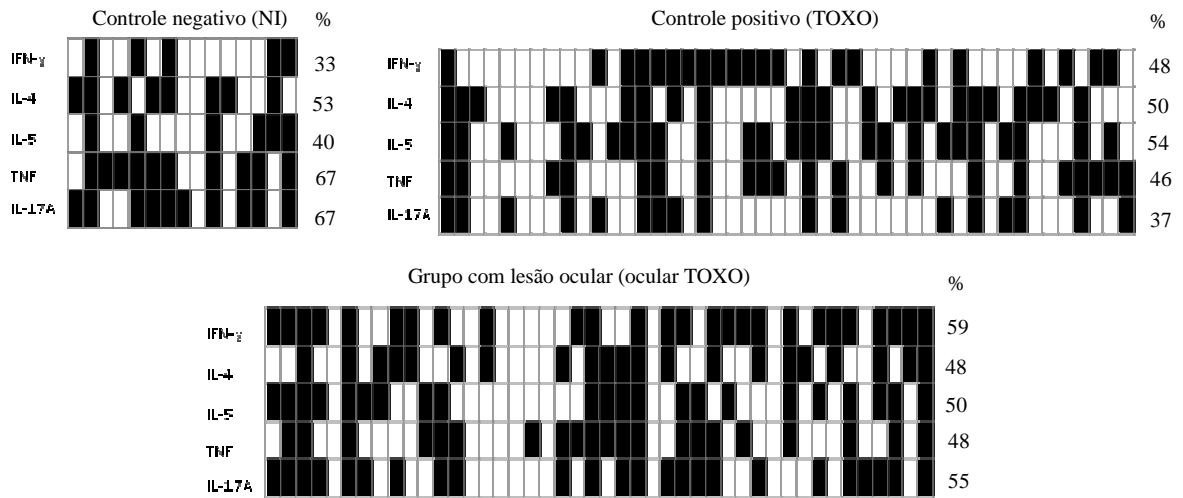 Controle negativo (NI) %
IFN-γ 33
IL-4 53
IL-5 40
TNF 67
IL-17A 67
Controle positivo (TOXO) %
IFN-γ 48
IL-4 50
IL-5 54
TNF 46
IL-17A 37
Grupo com lesão ocular (ocular TOXO) %
IFN-γ 59
IL-4 48
IL-5 50
TNF 48
IL-17A 55